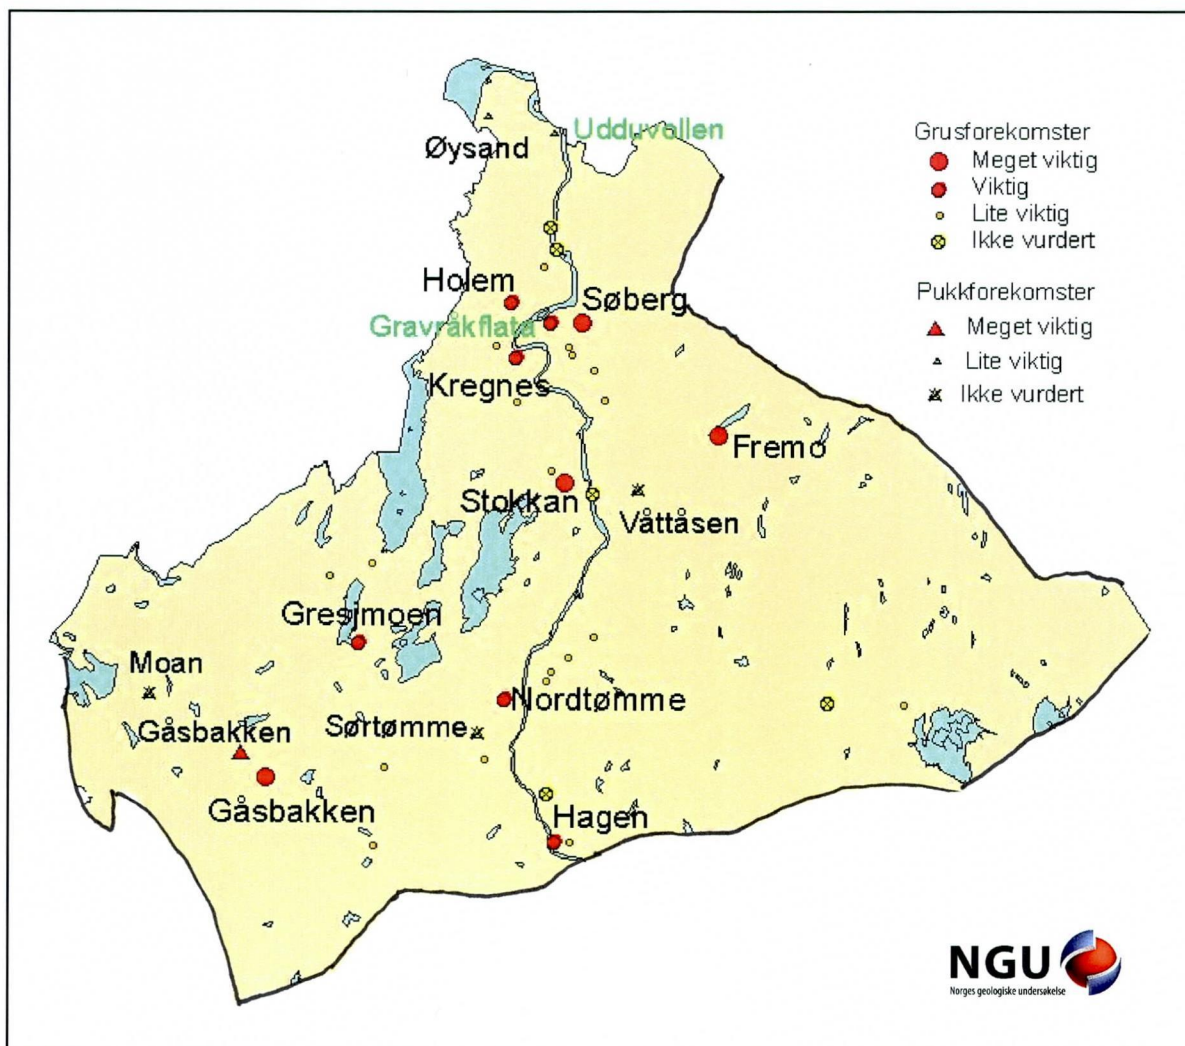 Udduvollen
Øysand
Holem
Søberg
Gravråkflata
Kregnes
Fremo
Stokkan
Våttåsen
Gresjmoen
Moan
Nordtømme
Sørtømme
Gåsbakken
Gåsbakken
Hagen
Grusforekomster
Meget viktig
Viktig
Lite viktig
Ikke vurdert
Pukkforekomster
Meget viktig
Lite viktig
Ikke vurdert
NGU
Norges geologiske undersøkelse